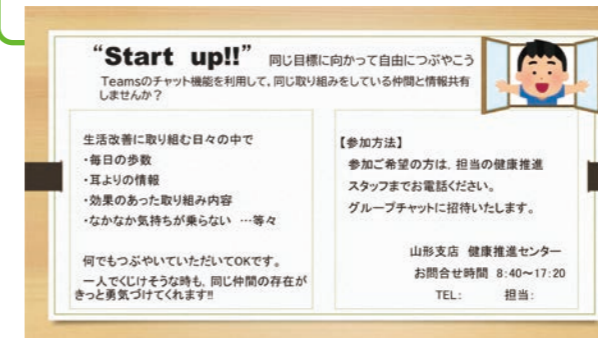 “Start up!!” 同じ目標に向かって自由につぶやこう
Teamsのチャット機能を利用して、同じ取り組みをしている仲間と情報共有
しませんか？
生活改善に取り組む日々の中で
・毎日の歩数
・耳よりの情報
・効果のあった取り組み内容
・なかなか気持ちが乗らない …等々
何でもつぶやいていただいてOKです。
一人でくじけそうな時も、同じ仲間の存在が
きっと勇気づけてくれます!!
【参加方法】
参加ご希望の方は、担当の健康推進
スタッフまでお電話ください。
グループチャットに招待いたします。
山形支店 健康推進センター
お問合せ時間 8:40～17:20
TEL: 担当: